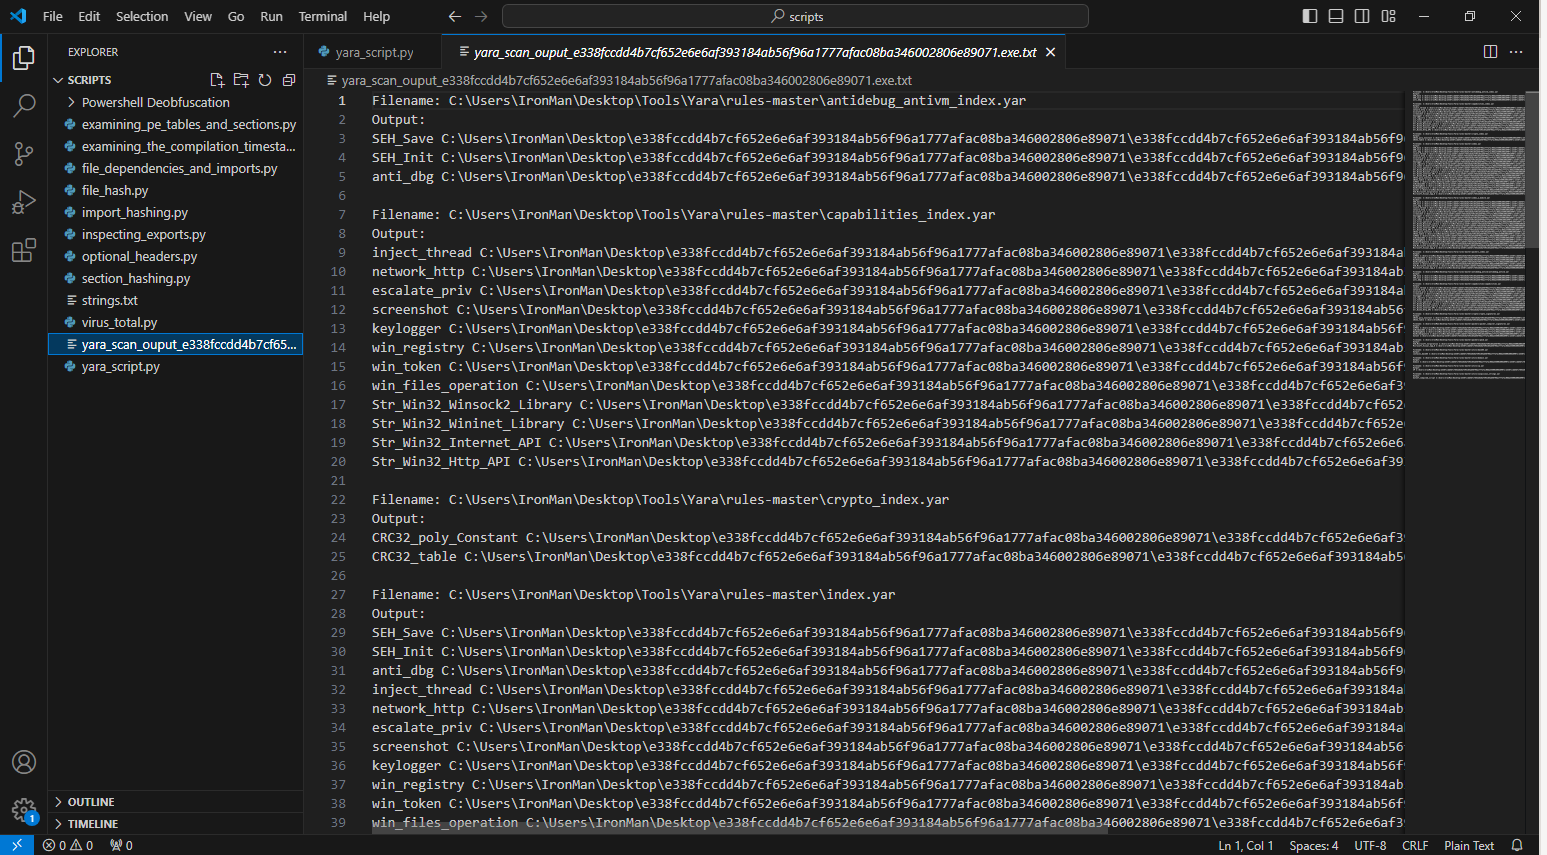 File Edit Selection View Go Run Terminal Help
scripts
EXPLORER
SCRIPTS
Powershell Deobfuscation
examining_pe_tables_and_sections.py
examining_the_compilation_timesta...
file_dependencies_and_imports.py
file_hash.py
import_hashing.py
inspecting_exports.py
optional_headers.py
section_hashing.py
strings.txt
virus_total.py
yara_scan_ouput_e338fccdd4b7cf65...
yara_script.py
OUTLINE
TIMELINE
yara_script.py
yara_scan_ouput_e338fccdd4b7cf652e6e6af393184ab56f96a1777afac08ba346002806e89071.exe.txt
yara_scan_ouput_e338fccdd4b7cf652e6e6af393184ab56f96a1777afac08ba346002806e89071.exe.txt
1 Filename: C:\Users\IronMan\Desktop\Tools\Yara\rules-master\antidebug_antivm_index.yar
2 Output:
3 SEH_Save C:\Users\IronMan\Desktop\e338fccdd4b7cf652e6e6af393184ab56f96a1777afac08ba346002806e89071\e338fccdd4b7cf652e6e6af393184ab56f96
4 SEH_Init C:\Users\IronMan\Desktop\e338fccdd4b7cf652e6e6af393184ab56f96a1777afac08ba346002806e89071\e338fccdd4b7cf652e6e6af393184ab56f96
5 anti_dbg C:\Users\IronMan\Desktop\e338fccdd4b7cf652e6e6af393184ab56f96a1777afac08ba346002806e89071\e338fccdd4b7cf652e6e6af393184ab56f96
6
7 Filename: C:\Users\IronMan\Desktop\Tools\Yara\rules-master\capabilities_index.yar
8 Output:
9 inject_thread C:\Users\IronMan\Desktop\e338fccdd4b7cf652e6e6af393184ab56f96a1777afac08ba346002806e89071\e338fccdd4b7cf652e6e6af393184a
10 network_http C:\Users\IronMan\Desktop\e338fccdd4b7cf652e6e6af393184ab56f96a1777afac08ba346002806e89071\e338fccdd4b7cf652e6e6af393184ab
11 escalate_priv C:\Users\IronMan\Desktop\e338fccdd4b7cf652e6e6af393184ab56f96a1777afac08ba346002806e89071\e338fccdd4b7cf652e6e6af393184a
12 screenshot C:\Users\IronMan\Desktop\e338fccdd4b7cf652e6e6af393184ab56f96a1777afac08ba346002806e89071\e338fccdd4b7cf652e6e6af393184ab56
13 keylogger C:\Users\IronMan\Desktop\e338fccdd4b7cf652e6e6af393184ab56f96a1777afac08ba346002806e89071\e338fccdd4b7cf652e6e6af393184ab56f
14 win_registry C:\Users\IronMan\Desktop\e338fccdd4b7cf652e6e6af393184ab56f96a1777afac08ba346002806e89071\e338fccdd4b7cf652e6e6af393184ab
15 win_token C:\Users\IronMan\Desktop\e338fccdd4b7cf652e6e6af393184ab56f96a1777afac08ba346002806e89071\e338fccdd4b7cf652e6e6af393184ab56f
16 win_files_operation C:\Users\IronMan\Desktop\e338fccdd4b7cf652e6e6af393184ab56f96a1777afac08ba346002806e89071\e338fccdd4b7cf652e6e6af3
17 Str_Win32_Winsock2_Library C:\Users\IronMan\Desktop\e338fccdd4b7cf652e6e6af393184ab56f96a1777afac08ba346002806e89071\e338fccdd4b7cf652e
18 Str_Win32_Wininet_Library C:\Users\IronMan\Desktop\e338fccdd4b7cf652e6e6af393184ab56f96a1777afac08ba346002806e89071\e338fccdd4b7cf652e
19 Str_Win32_Internet_API C:\Users\IronMan\Desktop\e338fccdd4b7cf652e6e6af393184ab56f96a1777afac08ba346002806e89071\e338fccdd4b7cf652e6e6a
20 Str_Win32_Http_API C:\Users\IronMan\Desktop\e338fccdd4b7cf652e6e6af393184ab56f96a1777afac08ba346002806e89071\e338fccdd4b7cf652e6e6af39
21
22 Filename: C:\Users\IronMan\Desktop\Tools\Yara\rules-master\crypto_index.yar
23 Output:
24 CRC32_poly_Constant C:\Users\IronMan\Desktop\e338fccdd4b7cf652e6e6af393184ab56f96a1777afac08ba346002806e89071\e338fccdd4b7cf652e6e6af3
25 CRC32_table C:\Users\IronMan\Desktop\e338fccdd4b7cf652e6e6af393184ab56f96a1777afac08ba346002806e89071\e338fccdd4b7cf652e6e6af393184ab5
26
27 Filename: C:\Users\IronMan\Desktop\Tools\Yara\rules-master\index.yar
28 Output:
29 SEH_Save C:\Users\IronMan\Desktop\e338fccdd4b7cf652e6e6af393184ab56f96a1777afac08ba346002806e89071\e338fccdd4b7cf652e6e6af393184ab56f96
30 SEH_Init C:\Users\IronMan\Desktop\e338fccdd4b7cf652e6e6af393184ab56f96a1777afac08ba346002806e89071\e338fccdd4b7cf652e6e6af393184ab56f96
31 anti_dbg C:\Users\IronMan\Desktop\e338fccdd4b7cf652e6e6af393184ab56f96a1777afac08ba346002806e89071\e338fccdd4b7cf652e6e6af393184ab56f96
32 inject_thread C:\Users\IronMan\Desktop\e338fccdd4b7cf652e6e6af393184ab56f96a1777afac08ba346002806e89071\e338fccdd4b7cf652e6e6af393184a
33 network_http C:\Users\IronMan\Desktop\e338fccdd4b7cf652e6e6af393184ab56f96a1777afac08ba346002806e89071\e338fccdd4b7cf652e6e6af393184ab
34 escalate_priv C:\Users\IronMan\Desktop\e338fccdd4b7cf652e6e6af393184ab56f96a1777afac08ba346002806e89071\e338fccdd4b7cf652e6e6af393184a
35 screenshot C:\Users\IronMan\Desktop\e338fccdd4b7cf652e6e6af393184ab56f96a1777afac08ba346002806e89071\e338fccdd4b7cf652e6e6af393184ab56
36 keylogger C:\Users\IronMan\Desktop\e338fccdd4b7cf652e6e6af393184ab56f96a1777afac08ba346002806e89071\e338fccdd4b7cf652e6e6af393184ab56f
37 win_registry C:\Users\IronMan\Desktop\e338fccdd4b7cf652e6e6af393184ab56f96a1777afac08ba346002806e89071\e338fccdd4b7cf652e6e6af393184ab
38 win_token C:\Users\IronMan\Desktop\e338fccdd4b7cf652e6e6af393184ab56f96a1777afac08ba346002806e89071\e338fccdd4b7cf652e6e6af393184ab56f
39 win_files_operation C:\Users\IronMan\Desktop\e338fccdd4b7cf652e6e6af393184ab56f96a1777afac08ba346002806e89071\e338fccdd4b7cf652e6e6af3
1
0 0 0 Ln 1, Col 1 Spaces: 4 UTF-8 CRLF Plain Text